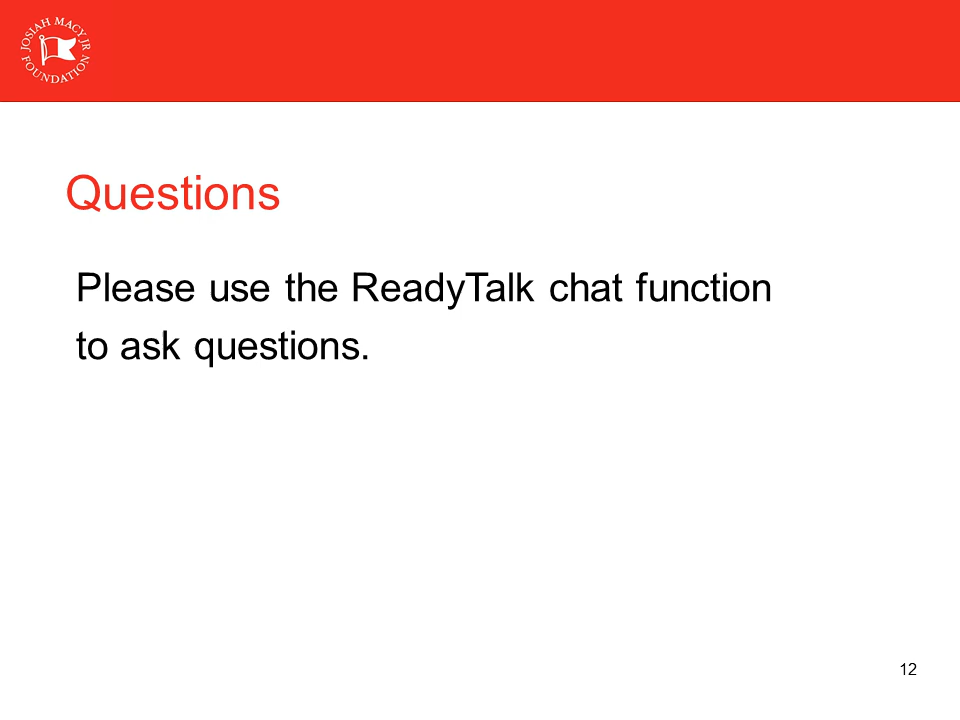 JOSIAH MACY JR
FOUNDATION
Questions
Please use the ReadyTalk chat function
to ask questions.
12